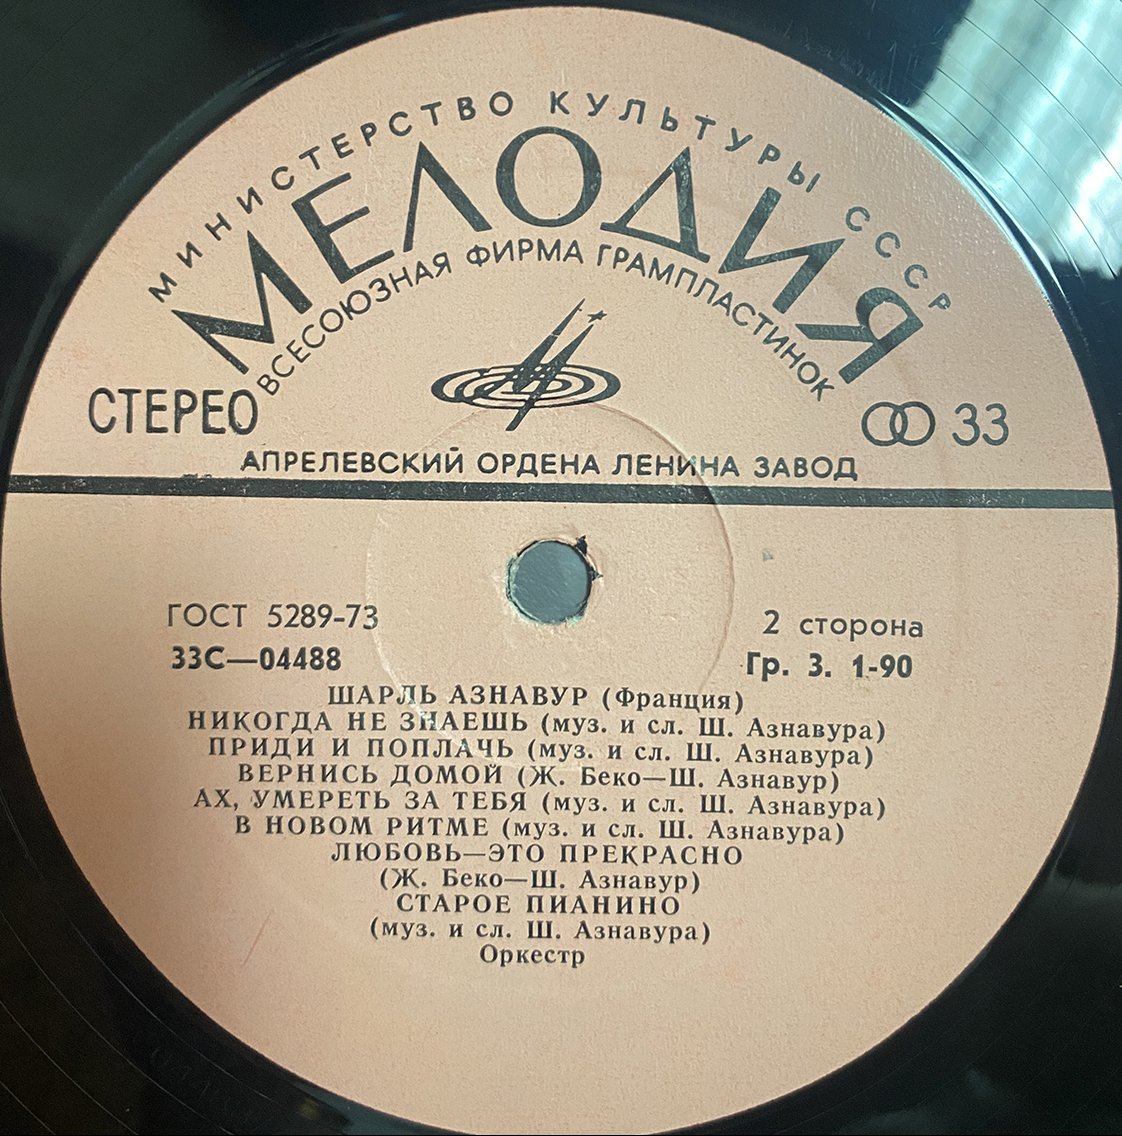 МИНИСТЕРСТВО КУЛЬТУРЫ СССР
МЕЛОДИЯ
ВСЕСОЮЗНАЯ ФИРМА ГРАМПЛАСТИНОК
СТЕРЕО
33
АПРЕЛЕВСКИЙ ОРДЕНА ЛЕНИНА ЗАВОД
ГОСТ 5289-73
2 сторона
33С—04488
Гр. 3. 1-90
ШАРЛЬ АЗНАВУР (Франция)
НИКОГДА НЕ ЗНАЕШЬ (муз. и сл. Ш. Азнавура)
ПРИДИ И ПОПЛАЧЬ (муз. и сл. Ш. Азнавура)
ВЕРНИСЬ ДОМОЙ (Ж. Беко—Ш. Азнавур)
АХ, УМЕРЕТЬ ЗА ТЕБЯ (муз. и сл. Ш. Азнавура)
В НОВОМ РИТМЕ (муз. и сл. Ш. Азнавура)
ЛЮБОВЬ—ЭТО ПРЕКРАСНО
(Ж. Беко—Ш. Азнавур)
СТАРОЕ ПИАНИНО
(муз. и сл. Ш. Азнавура)
Оркестр